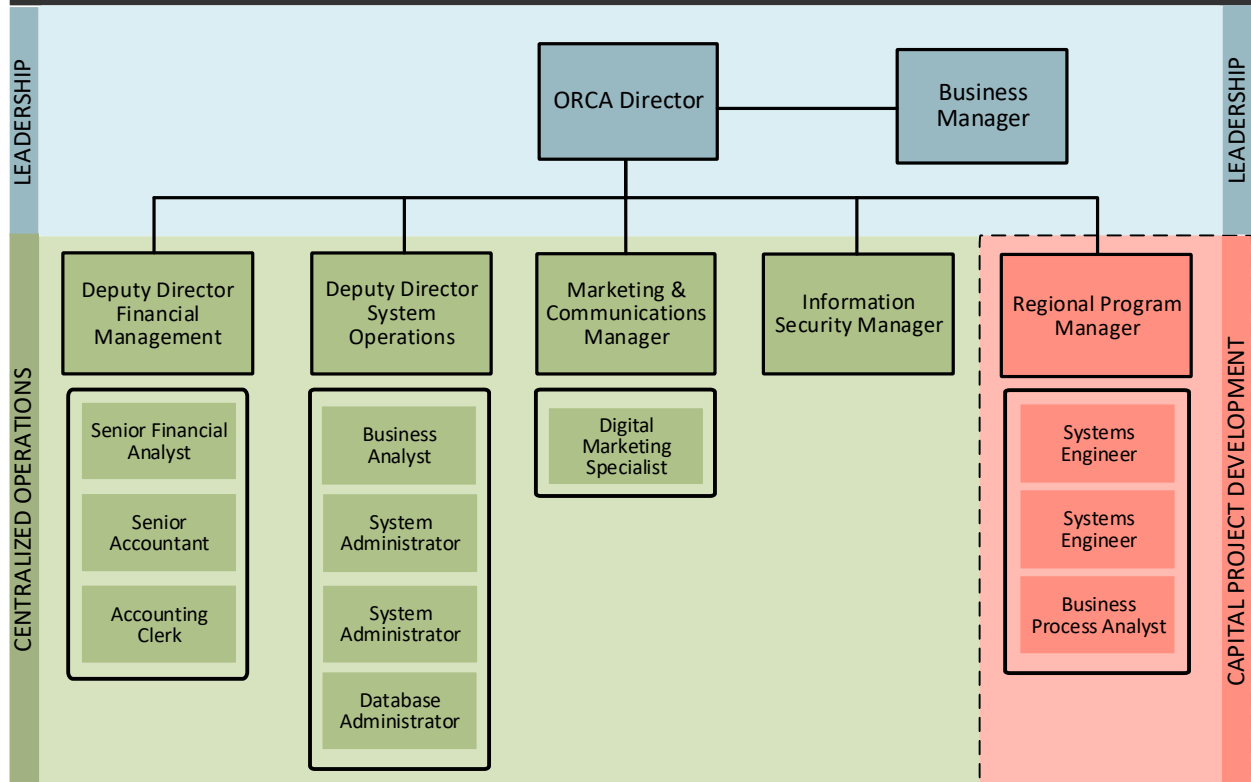 LEADERSHIP
ORCA Director
Business
Manager
LEADERSHIP
CENTRALIZED OPERATIONS
Deputy Director
Financial
Management
Deputy Director
System
Operations
Marketing &
Communications
Manager
Information
Security Manager
Regional Program
Manager
Senior Financial
Analyst
Senior
Accountant
Accounting
Clerk
Business
Analyst
System
Administrator
System
Administrator
Database
Administrator
Digital
Marketing
Specialist
Systems
Engineer
Systems
Engineer
Business
Process Analyst
CAPITAL PROJECT DEVELOPMENT